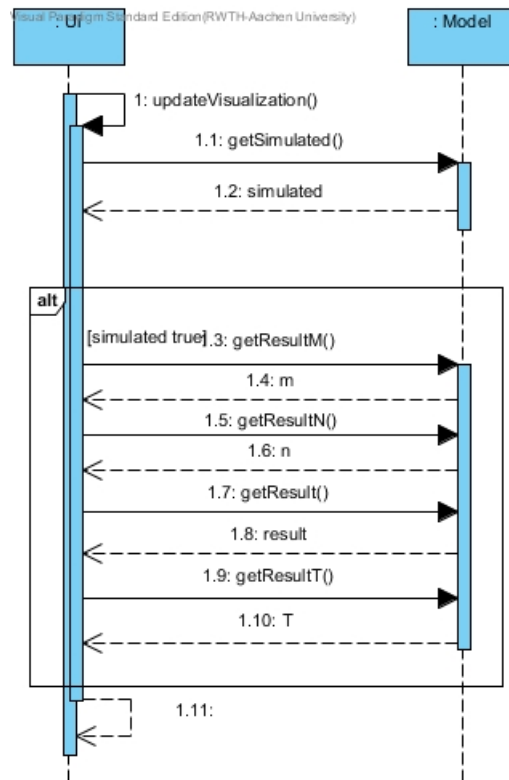 Visual Paradigm Standard Edition(RWTH-Aachen University)
: UI
: Model
1: updateVisualization()
1.1: getSimulated()
1.2: simulated
alt
[simulated true]
1.3: getResultM()
1.4: m
1.5: getResultN()
1.6: n
1.7: getResult()
1.8: result
1.9: getResultT()
1.10: T
1.11: